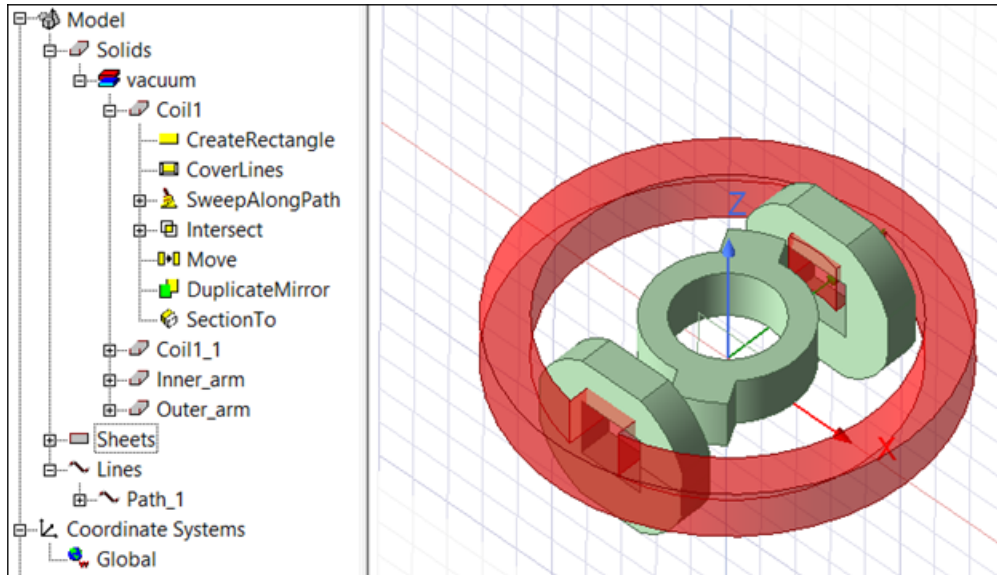 Model
Solids
vacuum
Coil1
CreateRectangle
CoverLines
SweepAlongPath
Intersect
Move
DuplicateMirror
SectionTo
Coil1_1
Inner_arm
Outer_arm
Sheets
Lines
Path_1
Coordinate Systems
Global
Z
X